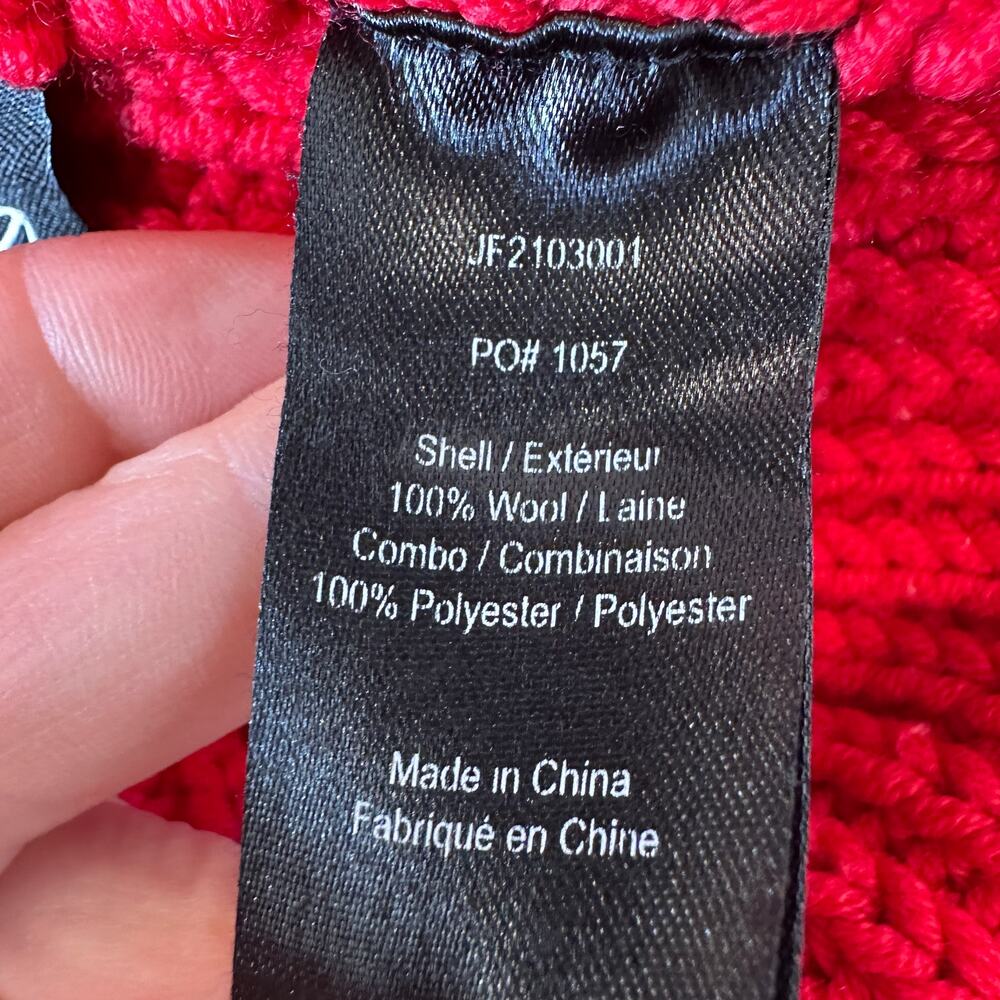 JF2103001
PO# 1057
Shell / Extérieur
100% Wool / Laine
Combo / Combinaison
100% Polyester / Polyester
Made in China
Fabriqué en Chine